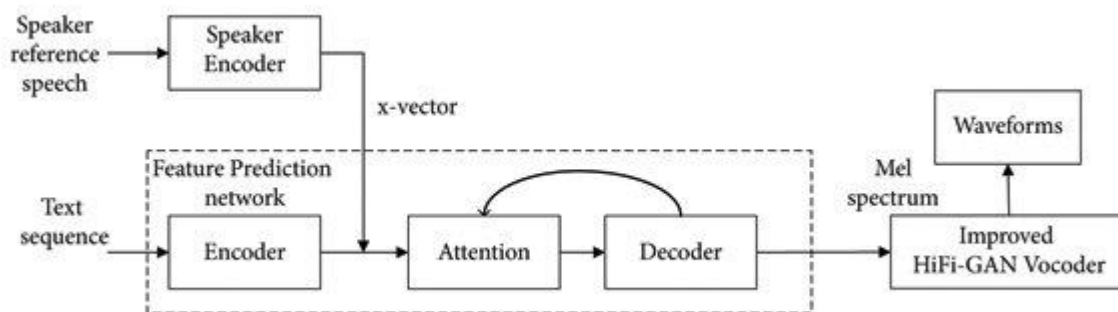 Speaker
reference
speech
Speaker
Encoder
x-vector
Feature Prediction
network
Text
sequence
Encoder
Attention
Decoder
Mel
spectrum
Waveforms
Improved
HiFi-GAN Vocoder